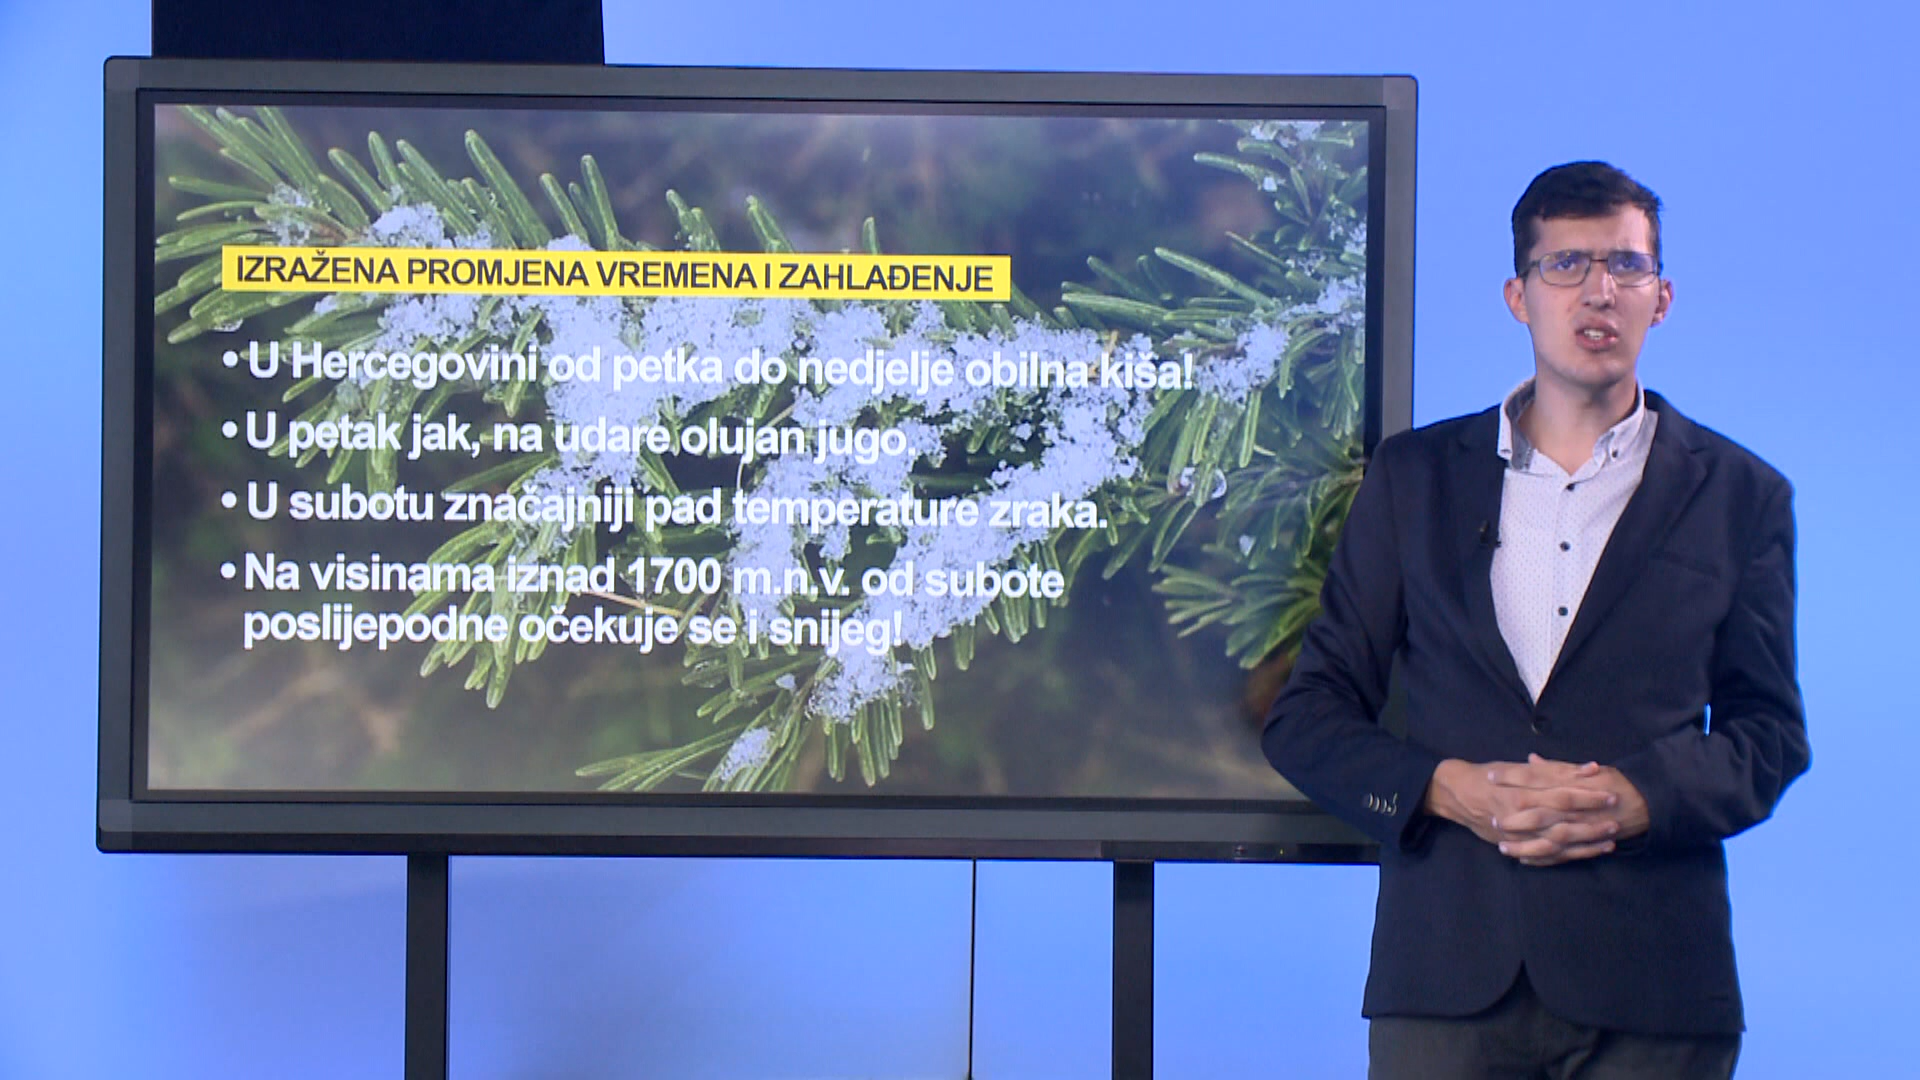 IZRAŽENA PROMJENA VREMENA I ZAHLAĐENJE
• U Hercegovini od petka do nedjelje obilna kiša!
• U petak jak, na udare olujan jugo.
• U subotu značajniji pad temperature zraka.
• Na visinama iznad 1700 m.n.v. od subote
poslijepodne očekuje se i snijeg!